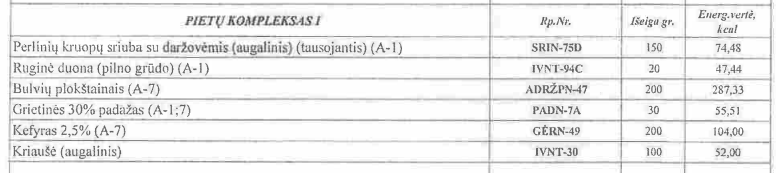 PIETŲ KOMPLEKSAS I Rp.Nr. Išeiga gr. Energ.vertė, kcal
Perlinių kruopų sriuba su daržovėmis (augalinis) (tausojantis) (A-1) SRIN-75D 150 74,48
Ruginė duona (pilno grūdo) (A-1) IVNT-94C 20 47,44
Bulvių plokštainais (A-7) ADRŽPN-47 200 287,33
Grietinės 30% padažas (A-1;7) PADN-7A 30 55,51
Kefyras 2,5% (A-7) GĖRN-49 200 104,00
Kriaušė (augalinis) IVNT-30 100 52,00